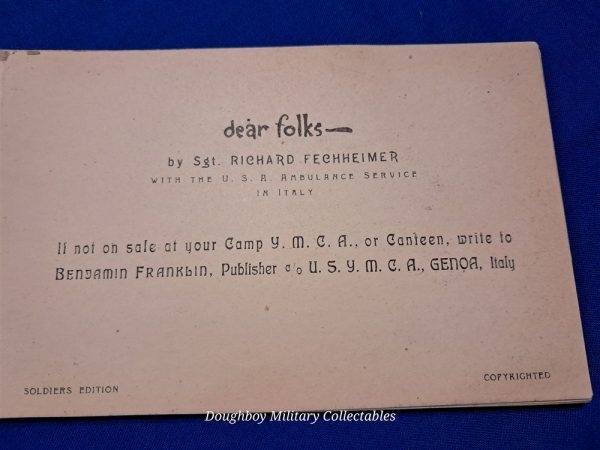 dear folks—
by Sgt. RICHARD FECHHEIMER
WITH THE U. S. A. AMBULANCE SERVICE
IN ITALY
If not on sale at your Camp Y. M. C. A., or Canteen, write to
BENJAMIN FRANKLIN, Publisher c/o U. S. Y. M. C. A., GENOA, Italy
SOLDIERS EDITION
COPYRIGHTED
Doughboy Military Collectables